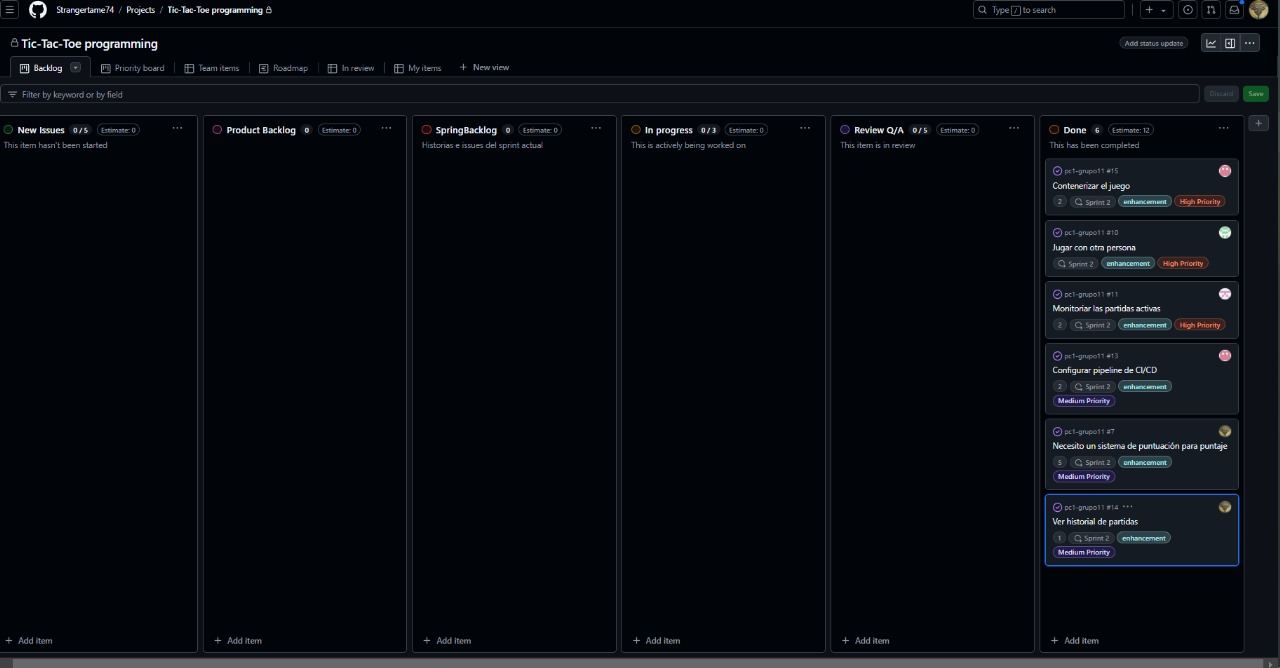 Strangertame74 / Projects / Tic-Tac-Toe programming
Type / to search
Tic-Tac-Toe programming
Add status update
Backlog
Priority board
Team items
Roadmap
In review
My items
New view
Filter by keyword or by field
Discard
Save
New Issues 0 / 5 Estimate: 0
This item hasn't been started
Add item
Product Backlog 0 Estimate: 0
Add item
SpringBacklog 0 Estimate: 0
Historias e issues del sprint actual
Add item
In progress 0 / 3 Estimate: 0
This is actively being worked on
Add item
Review Q/A 0 / 5 Estimate: 0
This item is in review
Add item
Done 6 Estimate: 12
This has been completed
pc1-grupo11 #15
Contenerizar el juego
2 Sprint 2 enhancement High Priority
pc1-grupo11 #10
Jugar con otra persona
Sprint 2 enhancement High Priority
pc1-grupo11 #11
Monitoriar las partidas activas
2 Sprint 2 enhancement High Priority
pc1-grupo11 #13
Configurar pipeline de CI/CD
2 Sprint 2 enhancement
Medium Priority
pc1-grupo11 #7
Necesito un sistema de puntuación para puntaje
5 Sprint 2 enhancement
Medium Priority
pc1-grupo11 #14
Ver historial de partidas
1 Sprint 2 enhancement
Medium Priority
Add item